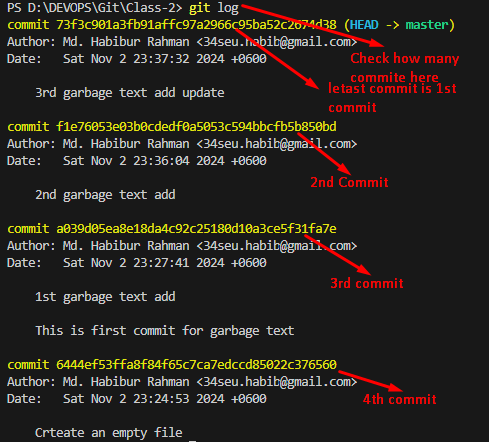 PS D:\DEVOPS\Git\Class-2> git log
commit 73f3c901a3fb91affc97a2966c95ba52c2674d38 (HEAD -> master)
Author: Md. Habibur Rahman <34seu.habib@gmail.com>
Date:   Sat Nov 2 23:37:32 2024 +0600
Check how many
commite here
letast commit is 1st
commit
3rd garbage text add update
commit f1e76053e03b0cdedf0a5053c594bbcfb5b850bd
Author: Md. Habibur Rahman <34seu.habib@gmail.com>
Date:   Sat Nov 2 23:36:04 2024 +0600
2nd Commit
2nd garbage text add
commit a039d05ea8e18da4c92c25180d10a3ce5f31fa7e
Author: Md. Habibur Rahman <34seu.habib@gmail.com>
Date:   Sat Nov 2 23:27:41 2024 +0600
3rd commit
1st garbage text add
This is first commit for garbage text
commit 6444ef53ffa8f84f65c7ca7edccd85022c376560
Author: Md. Habibur Rahman <34seu.habib@gmail.com>
Date:   Sat Nov 2 23:24:53 2024 +0600
4th commit
Crteate an empty file